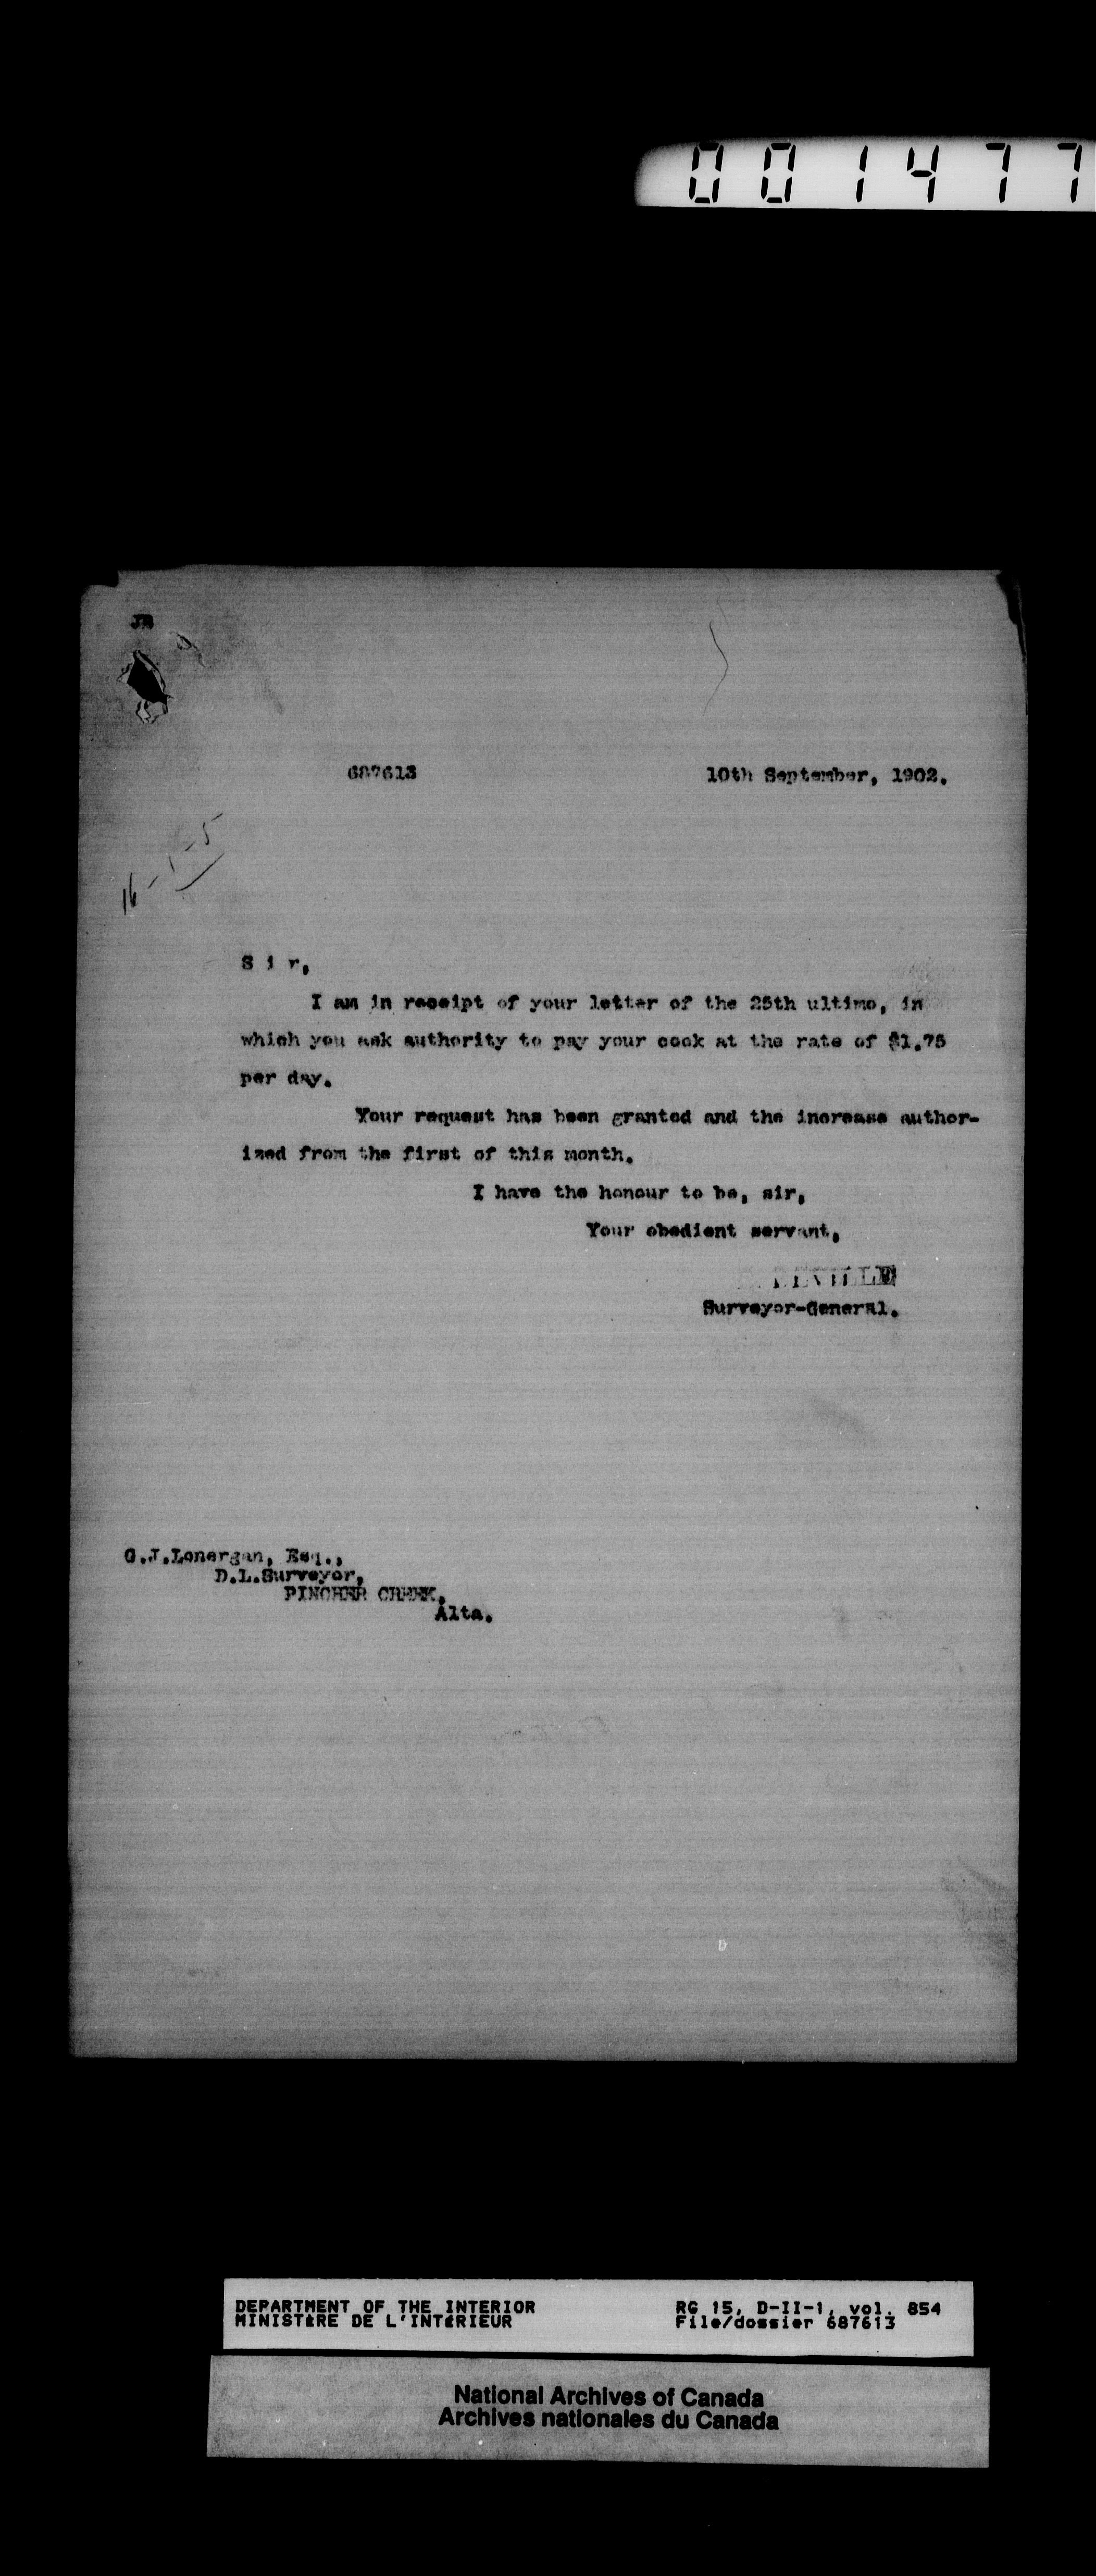 001477
JR
687613 10th September, 1902.
16-1-5
S i r,
I am in receipt of your letter of the 25th ultimo, in
which you ask authority to pay your cook at the rate of $1.75
per day.
Your request has been granted and the increase author-
ized from the first of this month.
I have the honour to be, sir,
Your obedient servant,
Surveyor-General.
G.J.Lonergan, Esq.,
D.L.Surveyor,
PINCHER CREEK,
Alta.
DEPARTMENT OF THE INTERIOR RG 15, D-II-1, vol. 854
MINISTÈRE DE L'INTÉRIEUR File/dossier 687613
National Archives of Canada
Archives nationales du Canada